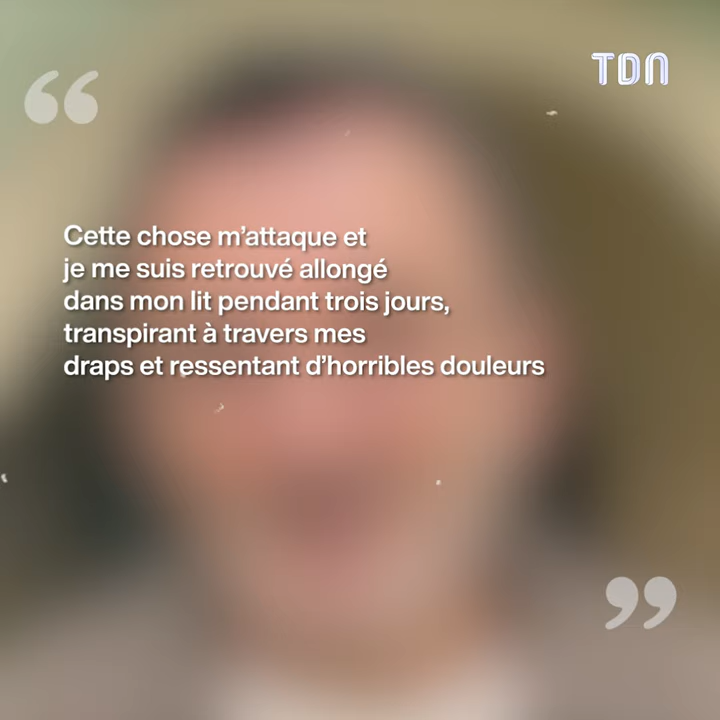 TDN
“
Cette chose m’attaque et
je me suis retrouvé allongé
dans mon lit pendant trois jours,
transpirant à travers mes
draps et ressentant d’horribles douleurs
”